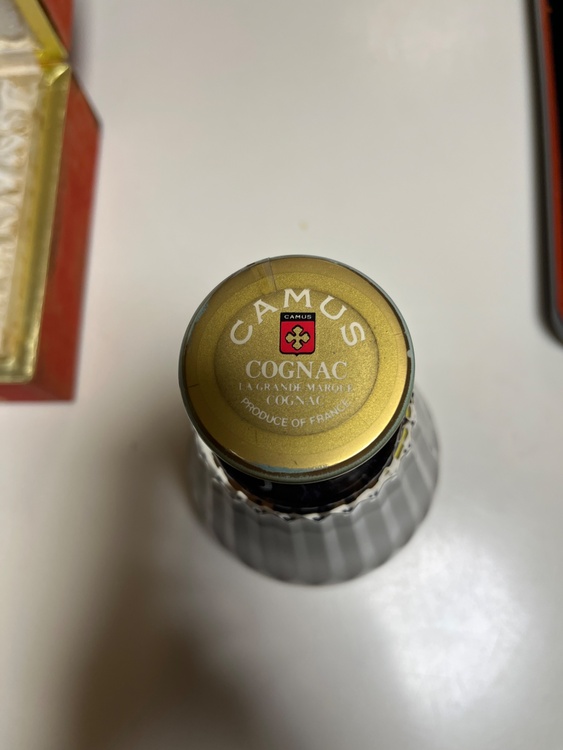 CAMUS
CAMUS
COGNAC
LA GRANDE MARQUE
COGNAC
PRODUCE OF FRANCE